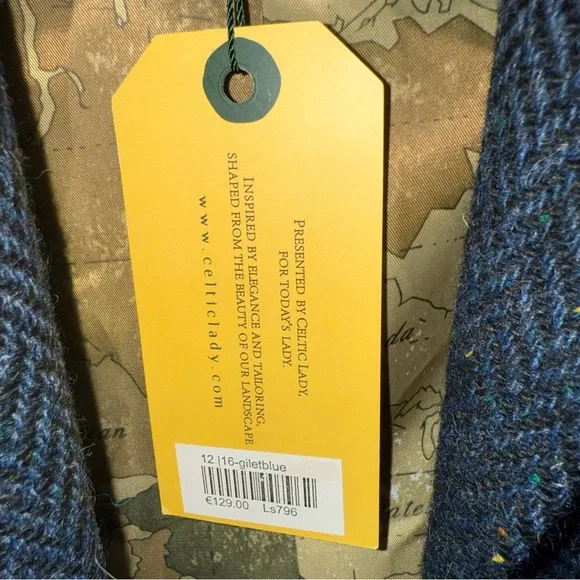 PRESENTED BY CELTIC LADY,
FOR TODAY'S LADY.
INSPIRED BY ELEGANCE AND TAILORING,
SHAPED FROM THE BEAUTY OF OUR LANDSCAPE
www.celticlady.com
12 |16-giletblue
€129.00 Ls796